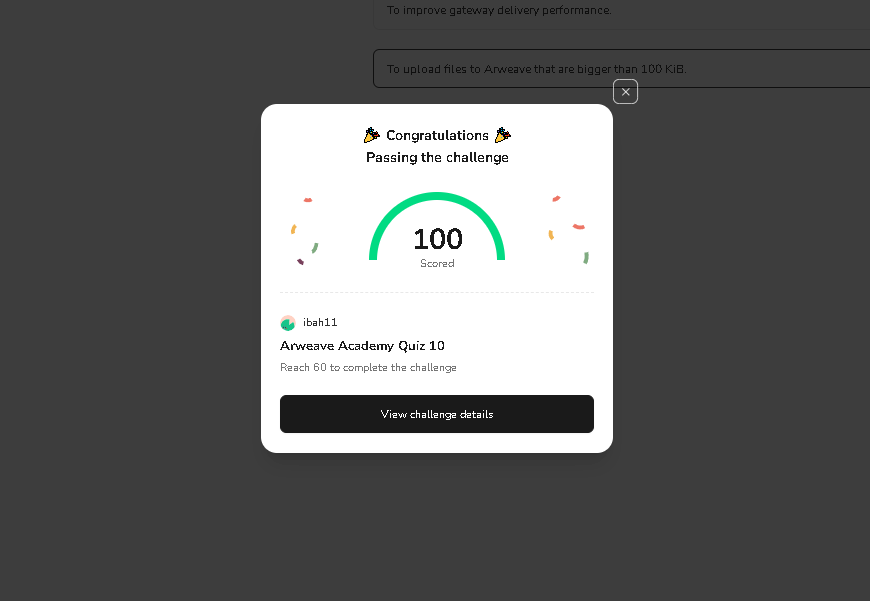 To improve gateway delivery performance.
To upload files to Arweave that are bigger than 100 KiB.
🎉 Congratulations 🎉
Passing the challenge
100
Scored
ibah11
Arweave Academy Quiz 10
Reach 60 to complete the challenge
View challenge details